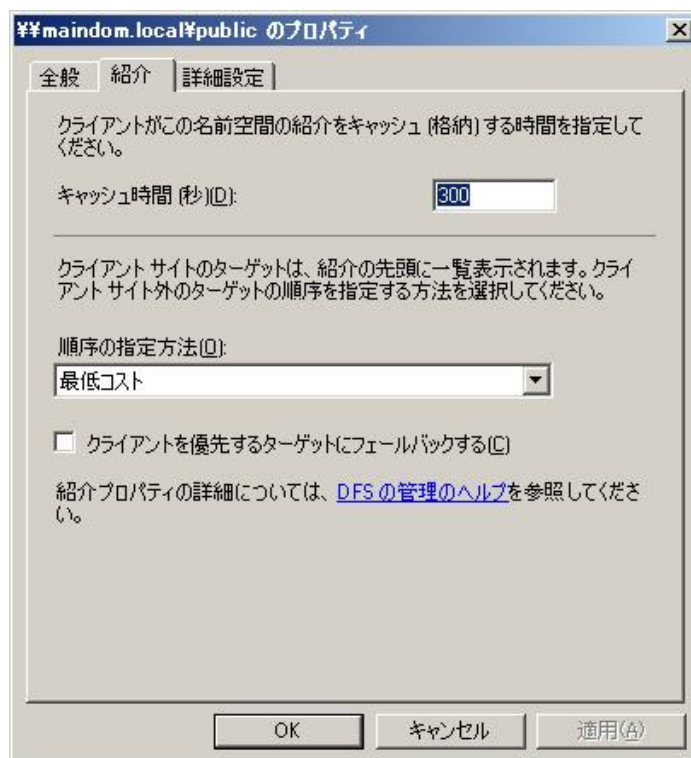 ¥¥maindom.local¥public のプロパティ
全般 紹介 詳細設定
クライアントがこの名前空間の紹介をキャッシュ (格納) する時間を指定して
ください。
キャッシュ時間 (秒)(D): 300
クライアント サイトのターゲットは、紹介の先頭に一覧表示されます。クライ
アント サイト外のターゲットの順序を指定する方法を選択してください。
順序の指定方法(O):
最低コスト
クライアントを優先するターゲットにフェールバックする(C)
紹介プロパティの詳細については、DFS の管理のヘルプを参照してくださ
い。
OK キャンセル 適用(A)